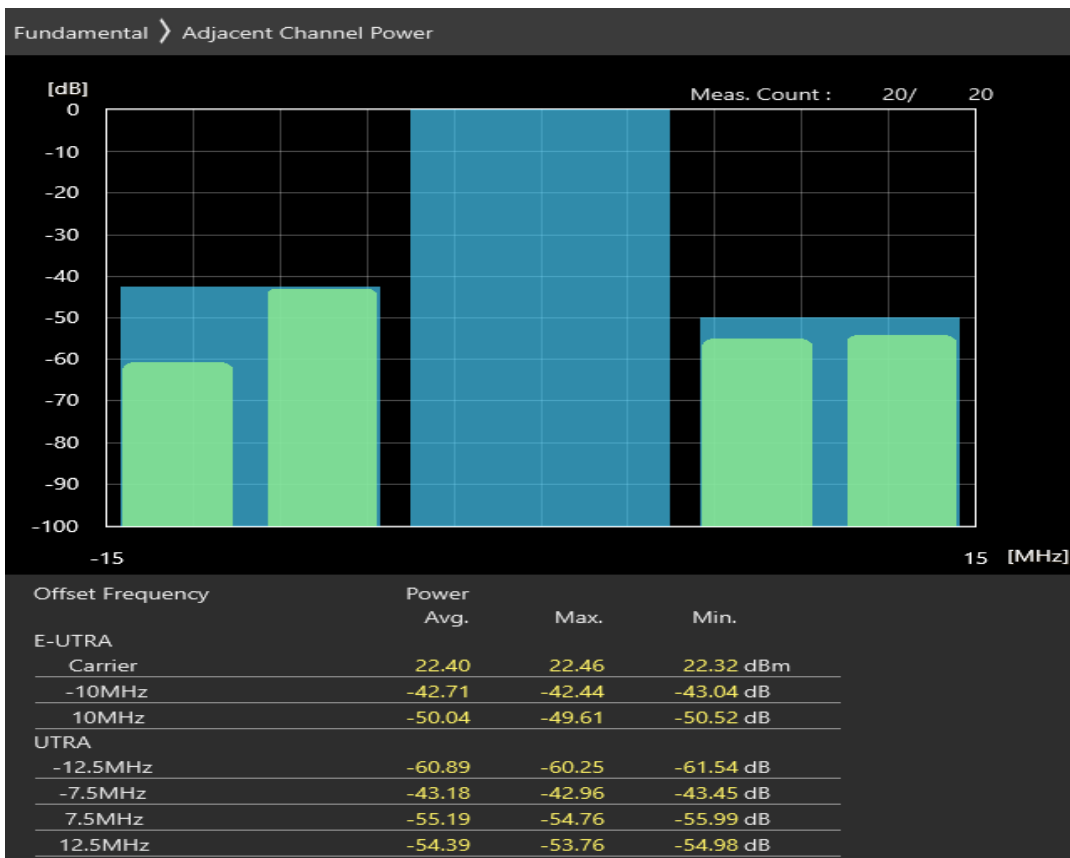 Fundamental 〉 Adjacent Channel Power
[dB]
Meas. Count : 20/ 20
0
-10
-20
-30
-40
-50
-60
-70
-80
-90
-100
-15 15 [MHz]
Offset Frequency Power
Avg. Max. Min.
E-UTRA
Carrier 22.40 22.46 22.32 dBm
-10MHz -42.71 -42.44 -43.04 dB
10MHz -50.04 -49.61 -50.52 dB
UTRA
-12.5MHz -60.89 -60.25 -61.54 dB
-7.5MHz -43.18 -42.96 -43.45 dB
7.5MHz -55.19 -54.76 -55.99 dB
12.5MHz -54.39 -53.76 -54.98 dB